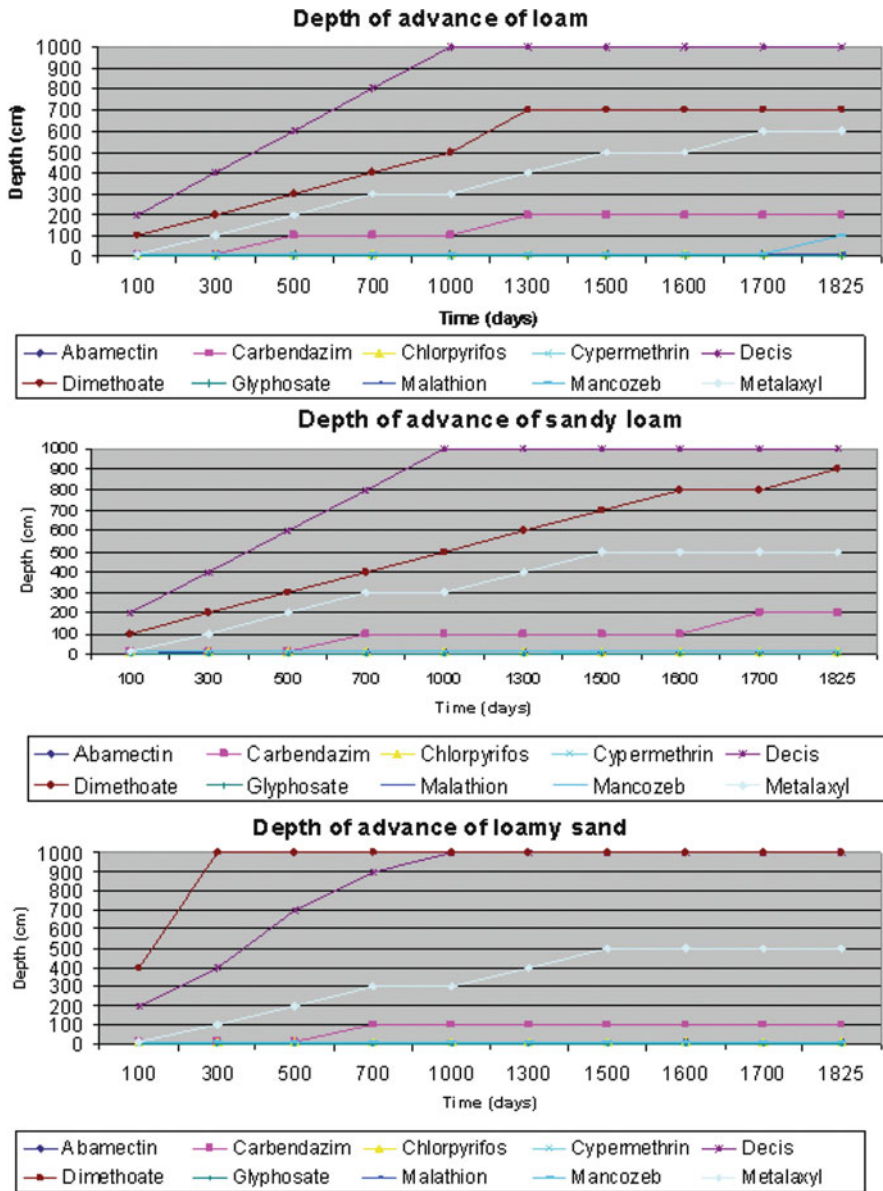 Depth of advance of loam
1000
900
800
700
600
500
400
300
200
100
0
Depth (cm)
100 300 500 700 1000 1300 1500 1600 1700 1825
Time (days)
Abamectin Carbendazim Chlorpyrifos Cypermethrin Decis
Dimethoate Glyphosate Malathion Mancozeb Metalaxyl
Depth of advance of sandy loam
1000
900
800
700
600
500
400
300
200
100
0
Depth (cm)
100 300 500 700 1000 1300 1500 1600 1700 1825
Time (days)
Abamectin Carbendazim Chlorpyrifos Cypermethrin Decis
Dimethoate Glyphosate Malathion Mancozeb Metalaxyl
Depth of advance of loamy sand
1000
900
800
700
600
500
400
300
200
100
0
Depth (cm)
100 300 500 700 1000 1300 1500 1600 1700 1825
Time (days)
Abamectin Carbendazim Chlorpyrifos Cypermethrin Decis
Dimethoate Glyphosate Malathion Mancozeb Metalaxyl